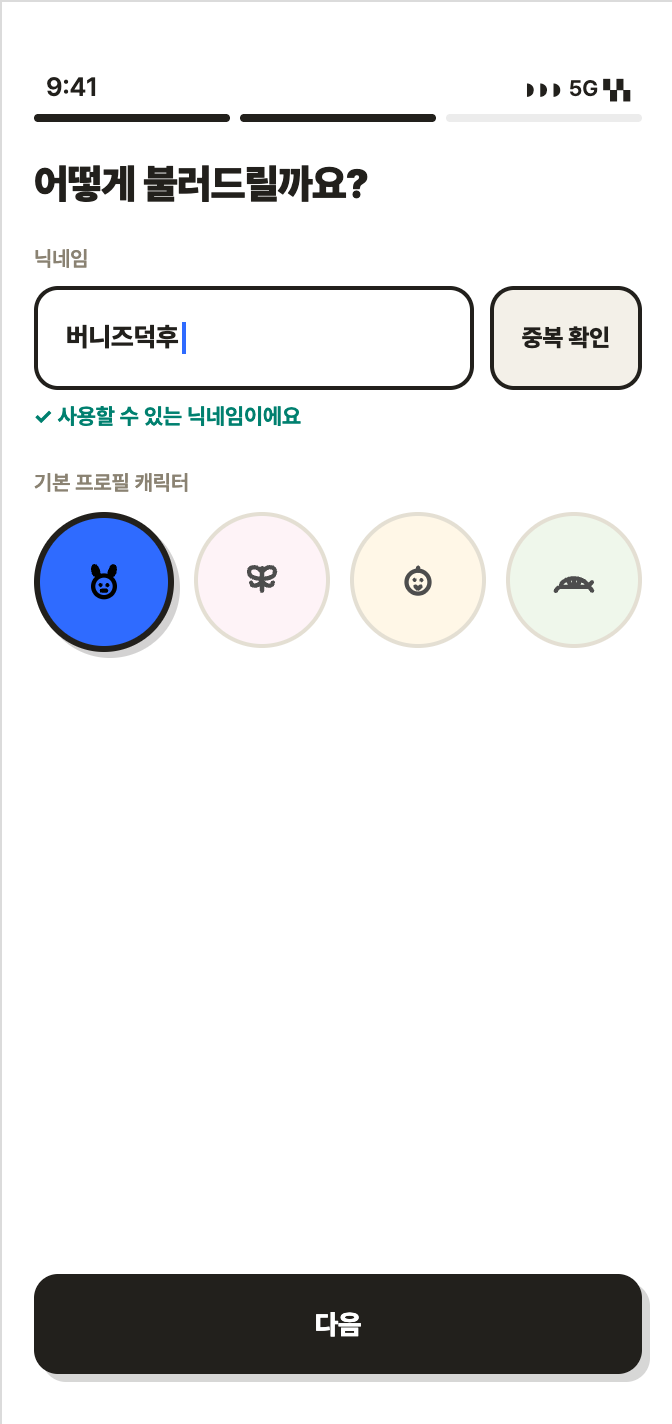 9:41
5G
어떻게 불러드릴까요?
닉네임
버니즈덕후
중복 확인
✓ 사용할 수 있는 닉네임이에요
기본 프로필 캐릭터
다음